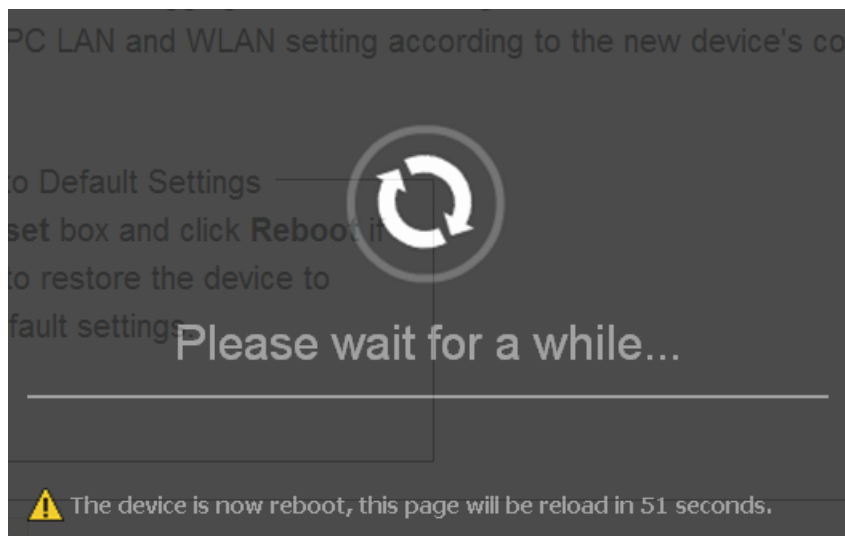 PC LAN and WLAN setting according to the new device's co
to Default Settings
set box and click Reboot if
to restore the device to
fault settings.
Please wait for a while...
The device is now reboot, this page will be reload in 51 seconds.